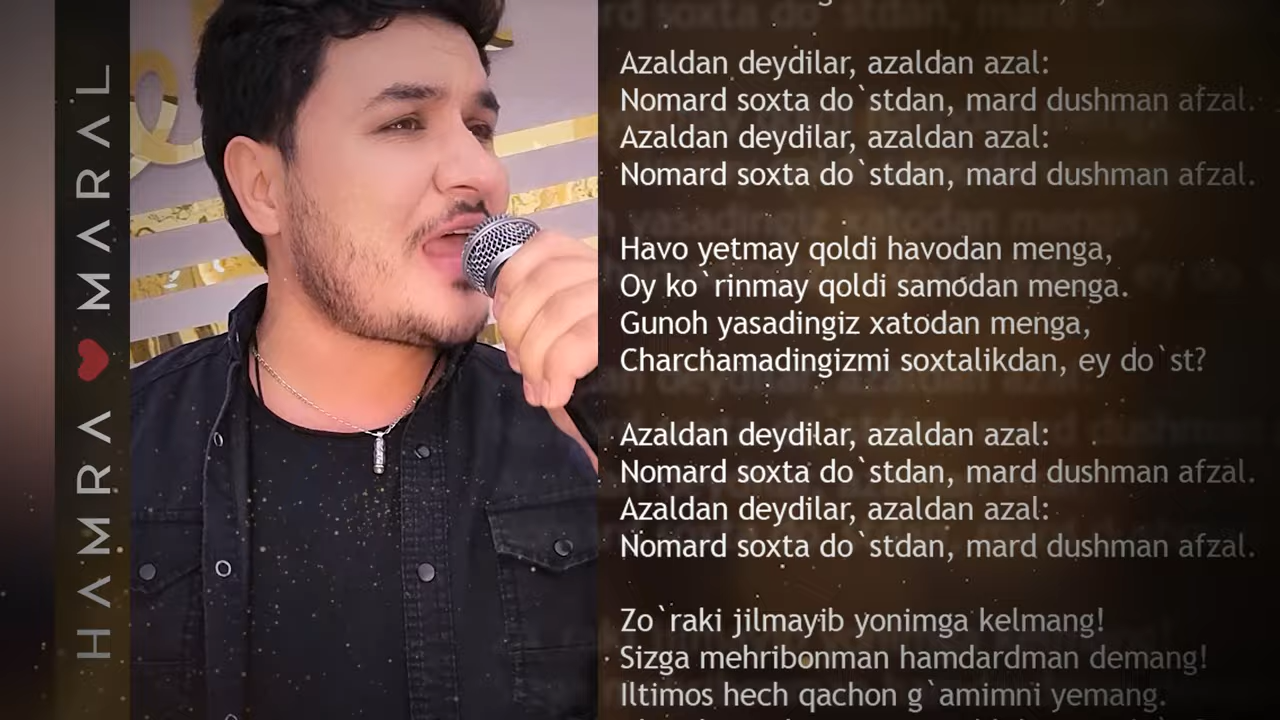 HAMRA ❤ MARAL
Azaldan deydilar, azaldan azal:
Nomard soxta do`stdan, mard dushman afzal.
Azaldan deydilar, azaldan azal:
Nomard soxta do`stdan, mard dushman afzal.
Havo yetmay qoldi havodan menga,
Oy ko`rinmay qoldi samodan menga.
Gunoh yasadingiz xatodan menga,
Charchamadingizmi soxtalikdan, ey do`st?
Azaldan deydilar, azaldan azal:
Nomard soxta do`stdan, mard dushman afzal.
Azaldan deydilar, azaldan azal:
Nomard soxta do`stdan, mard dushman afzal.
Zo`raki jilmayib yonimga kelmang!
Sizga mehribonman hamdardman demang!
Iltimos hech qachon g`amimni yemang.